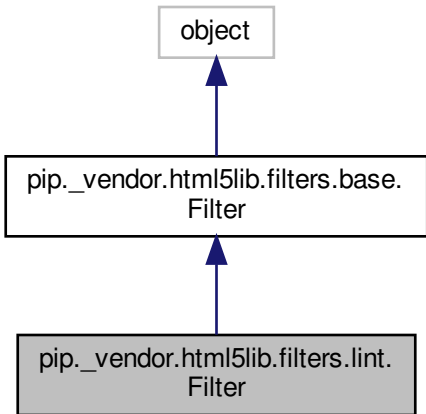 object
pip._vendor.html5lib.filters.base.
Filter
pip._vendor.html5lib.filters.lint.
Filter